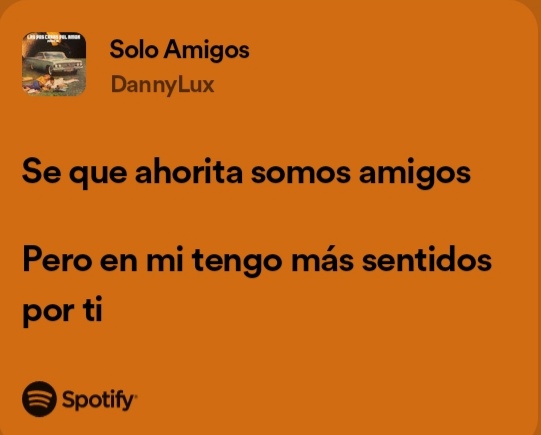 Solo Amigos
DannyLux
Se que ahorita somos amigos
Pero en mi tengo más sentidos
por ti
Spotify